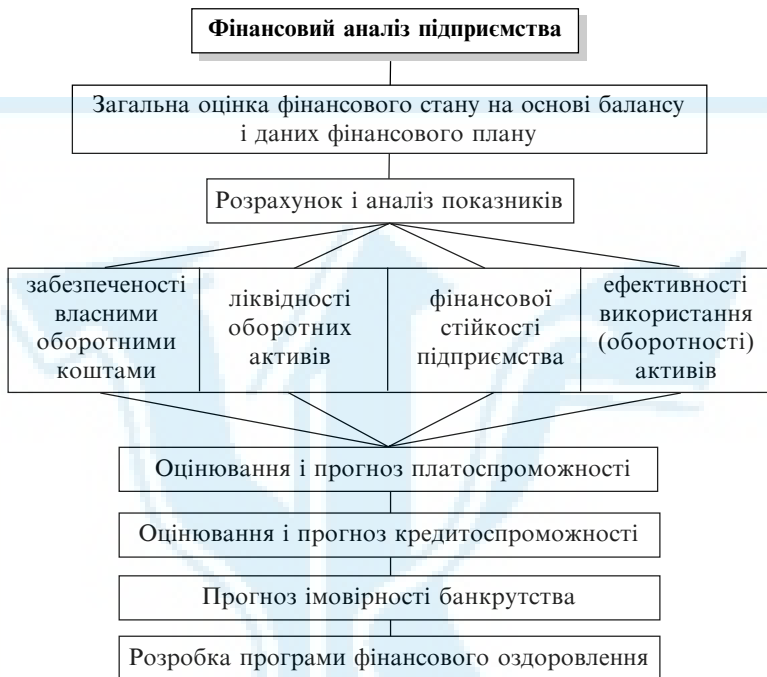 Фінансовий аналіз підприємства
Загальна оцінка фінансового стану на основі балансу
і даних фінансового плану
Розрахунок і аналіз показників
забезпеченості
власними
оборотними
коштами
ліквідності
оборотних
активів
фінансової
стійкості
підприємства
ефективності
використання
(оборотності)
активів
Оцінювання і прогноз платоспроможності
Оцінювання і прогноз кредитоспроможності
Прогноз імовірності банкрутства
Розробка програми фінансового оздоровлення